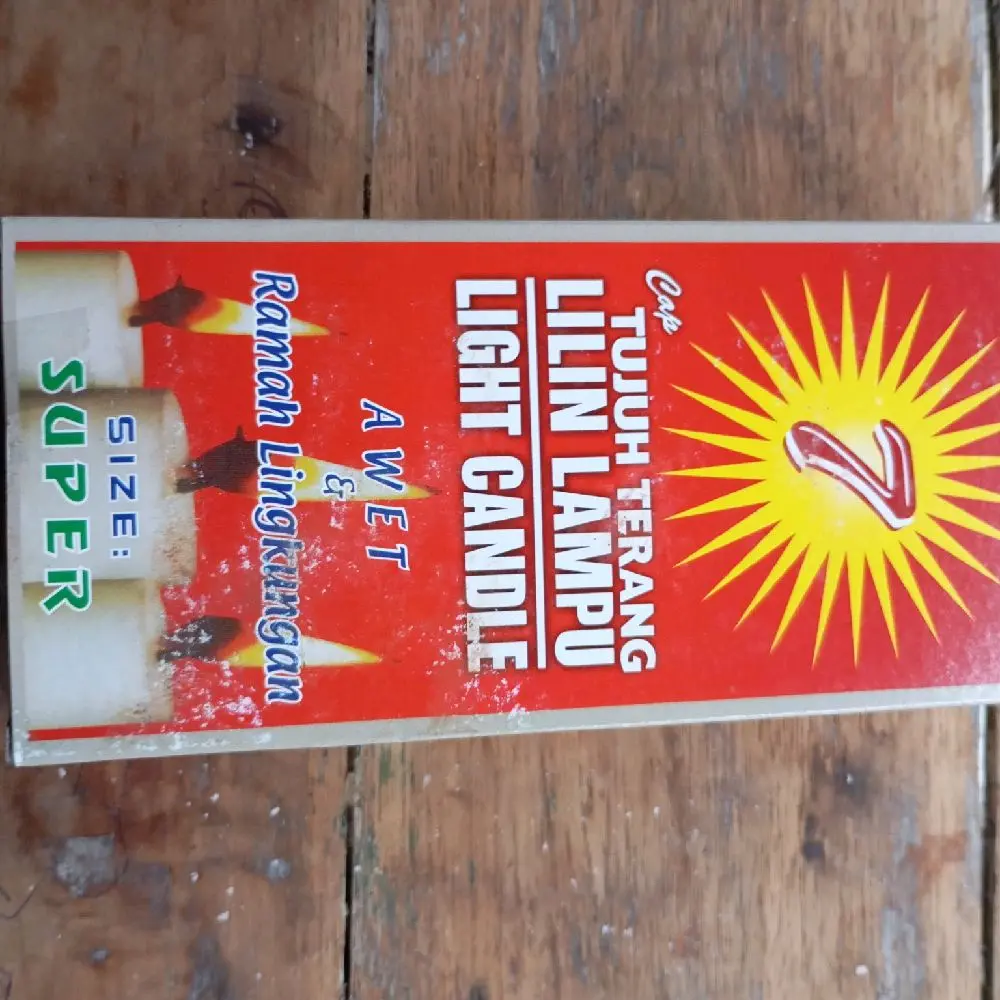 7
Cap
TUJUH TERANG
LILIN LAMPU
LIGHT CANDLE
AWET
&
Ramah Lingkungan
SIZE:
SUPER